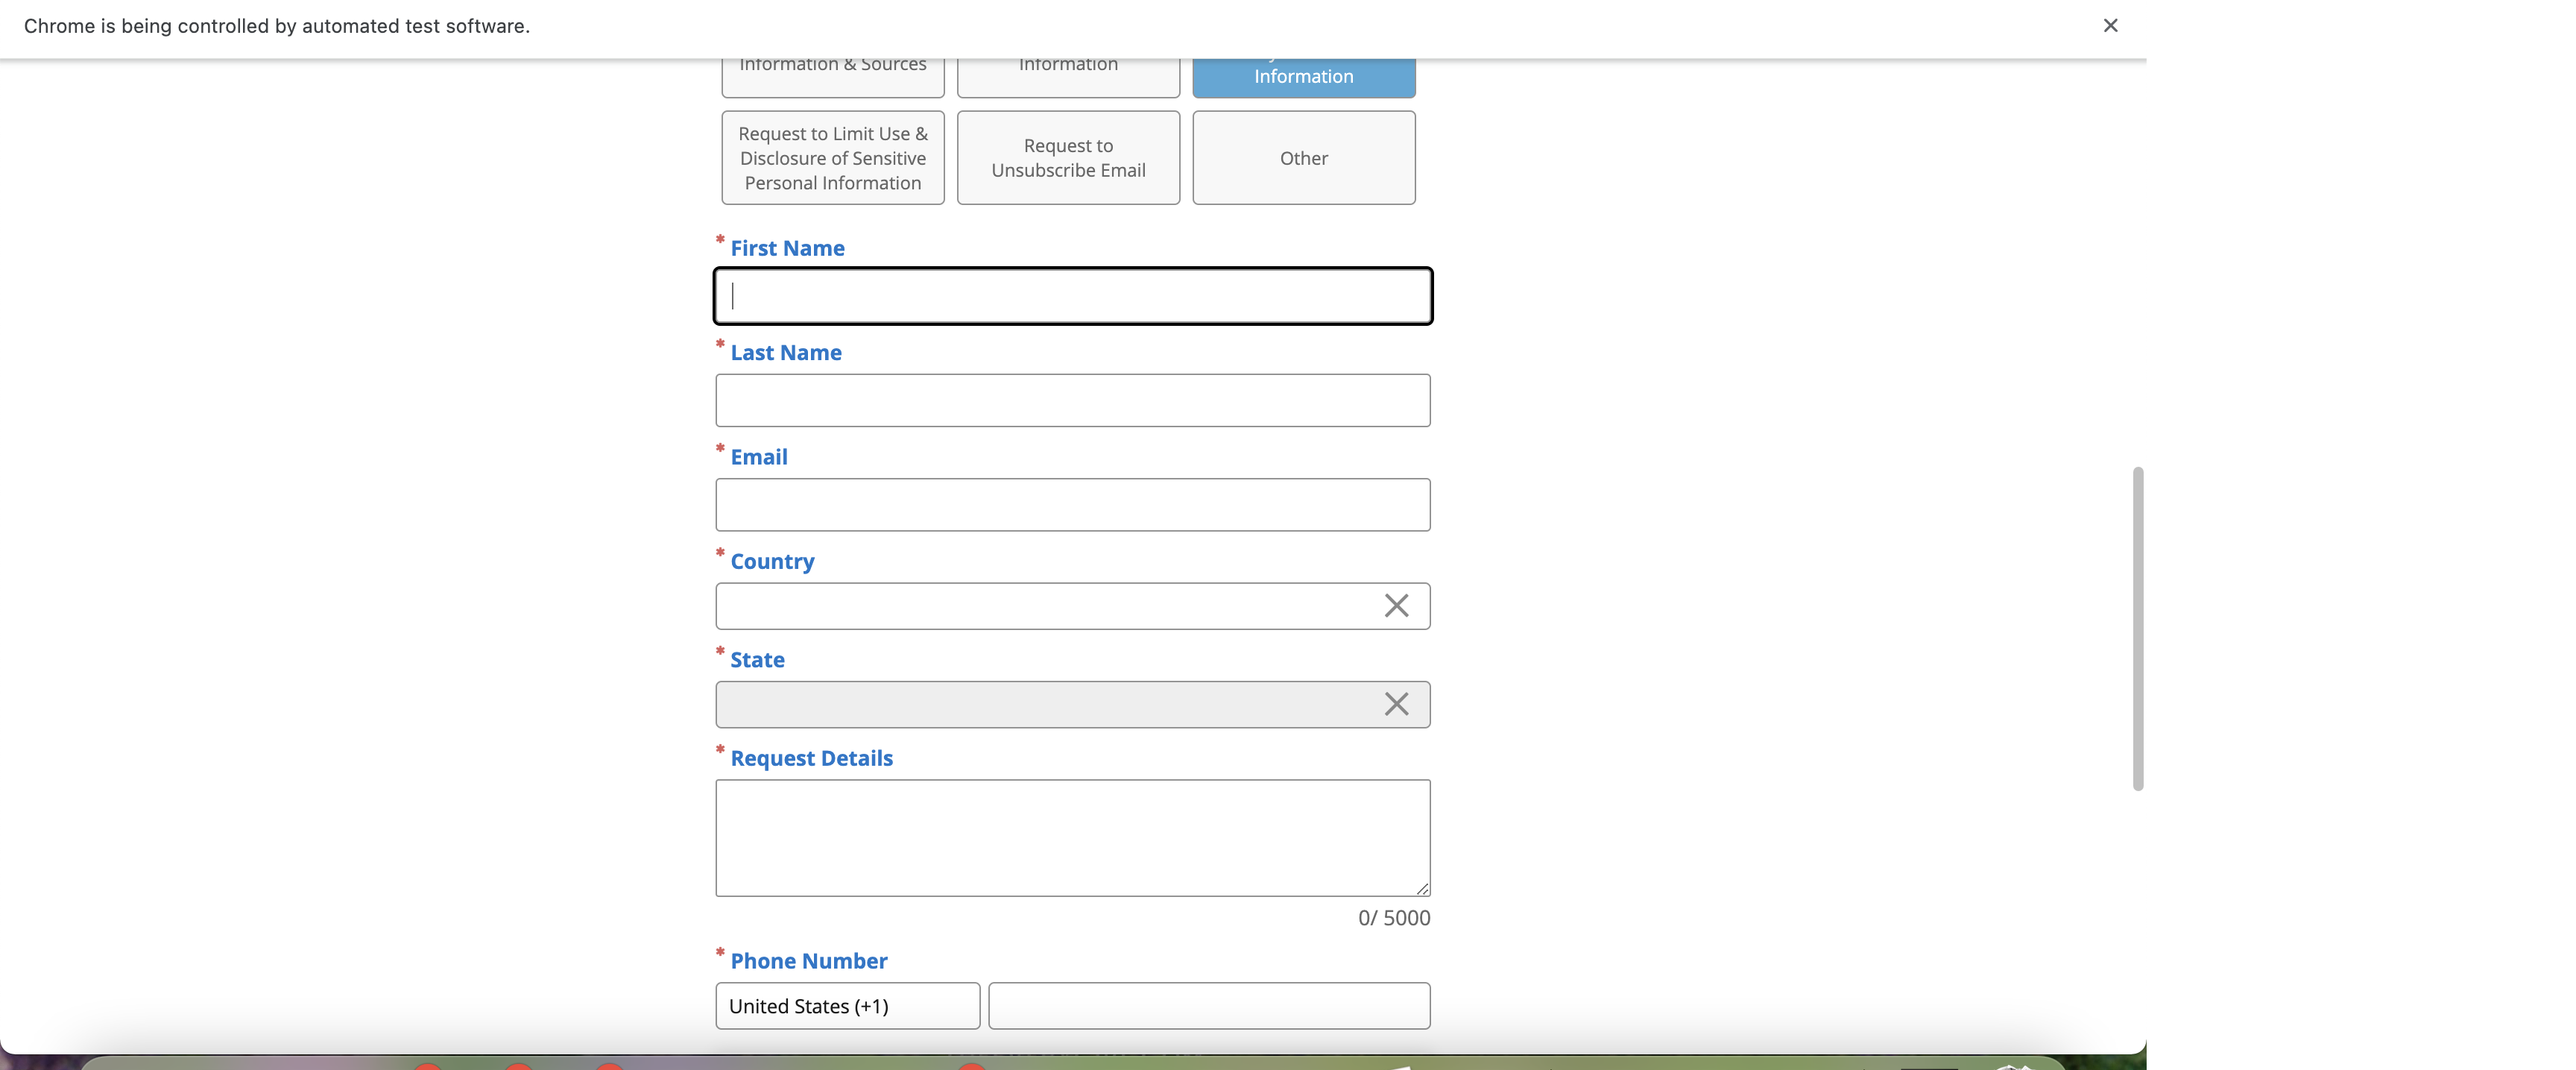 Chrome is being controlled by automated test software.
Information & Sources
Information
Information
Request to Limit Use &
Disclosure of Sensitive
Personal Information
Request to
Unsubscribe Email
Other
* First Name
* Last Name
* Email
* Country
* State
* Request Details
0/ 5000
* Phone Number
United States (+1)